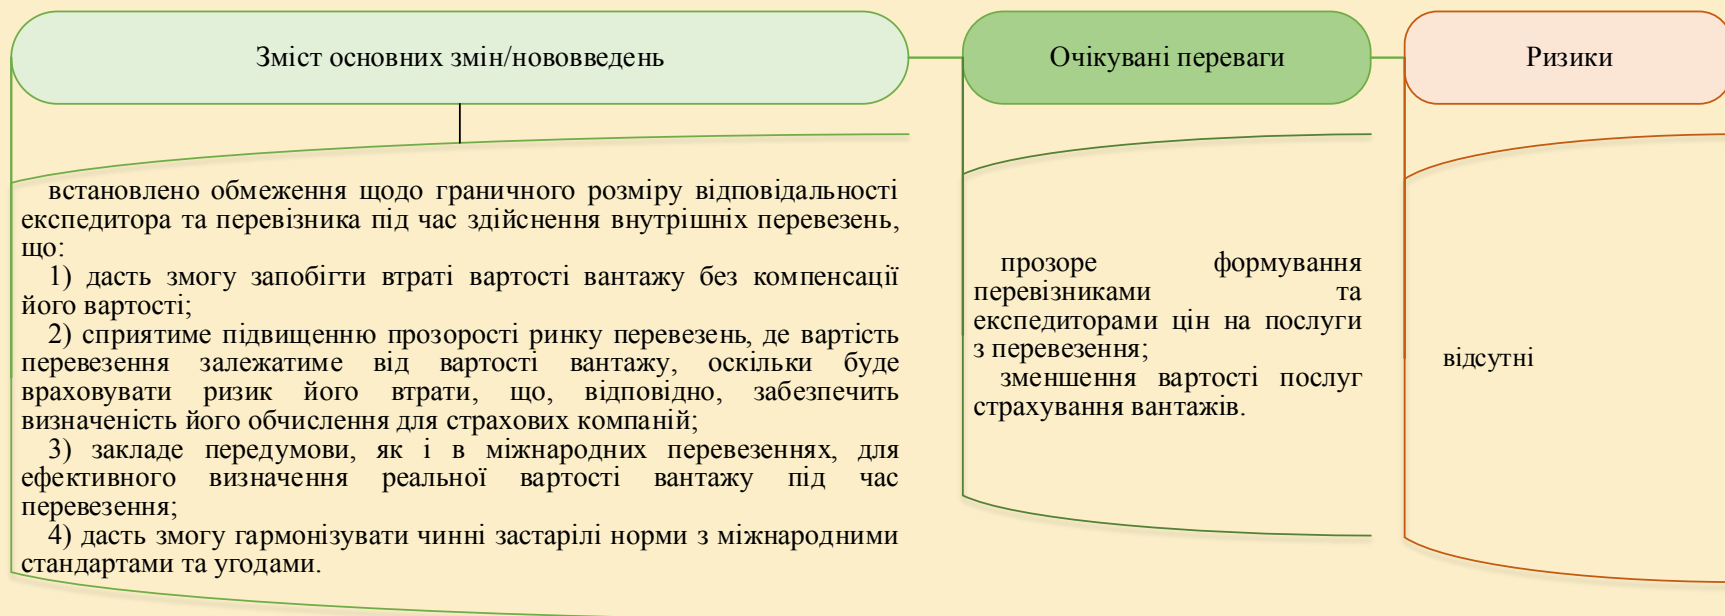 Зміст основних змін/нововведень
Очікувані переваги
Ризики
встановлено обмеження щодо граничного розміру відповідальності
експедитора та перевізника під час здійснення внутрішніх перевезень,
що:
1) дасть змогу запобігти втраті вартості вантажу без компенсації
його вартості;
2) сприятиме підвищенню прозорості ринку перевезень, де вартість
перевезення залежатиме від вартості вантажу, оскільки буде
враховувати ризик його втрати, що, відповідно, забезпечить
визначеність його обчислення для страхових компаній;
3) закладе передумови, як і в міжнародних перевезеннях, для
ефективного визначення реальної вартості вантажу під час
перевезення;
4) дасть змогу гармонізувати чинні застарілі норми з міжнародними
стандартами та угодами.
прозоре формування
перевізниками та
експедиторами цін на послуги
з перевезення;
зменшення вартості послуг
страхування вантажів.
відсутні